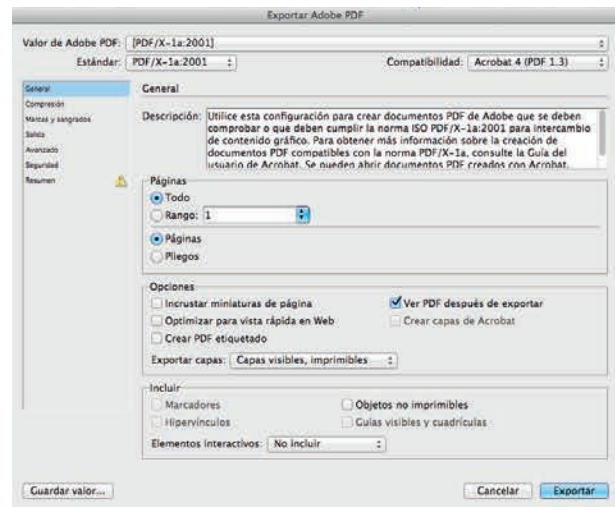 Exportar Adobe PDF
Valor de Adobe PDF: [PDF/X-1a:2001]
Estándar: PDF/X-1a:2001 Compatibilidad: Acrobat 4 (PDF 1.3)
General
Compresión
Marcas y sangrados
Salida
Avanzado
Seguridad
Resumen
General
Descripción: Utilice esta configuración para crear documentos PDF de Adobe que se deben
comprobar o que deben cumplir la norma ISO PDF/X-1a:2001 para intercambio
de contenido gráfico. Para obtener más información sobre la creación de
documentos PDF compatibles con la norma PDF/X-1a, consulte la Guía del
usuario de Acrobat. Se pueden abrir documentos PDF creados con Acrobat.
Páginas
Todo
Rango: 1
Páginas
Pliegos
Opciones
Incrustar miniaturas de página Ver PDF después de exportar
Optimizar para vista rápida en Web Crear capas de Acrobat
Crear PDF etiquetado
Exportar capas: Capas visibles, imprimibles
Incluir
Marcadores Objetos no imprimibles
Hipervínculos Guías visibles y cuadrículas
Elementos interactivos: No incluir
Guardar valor... Cancelar Exportar